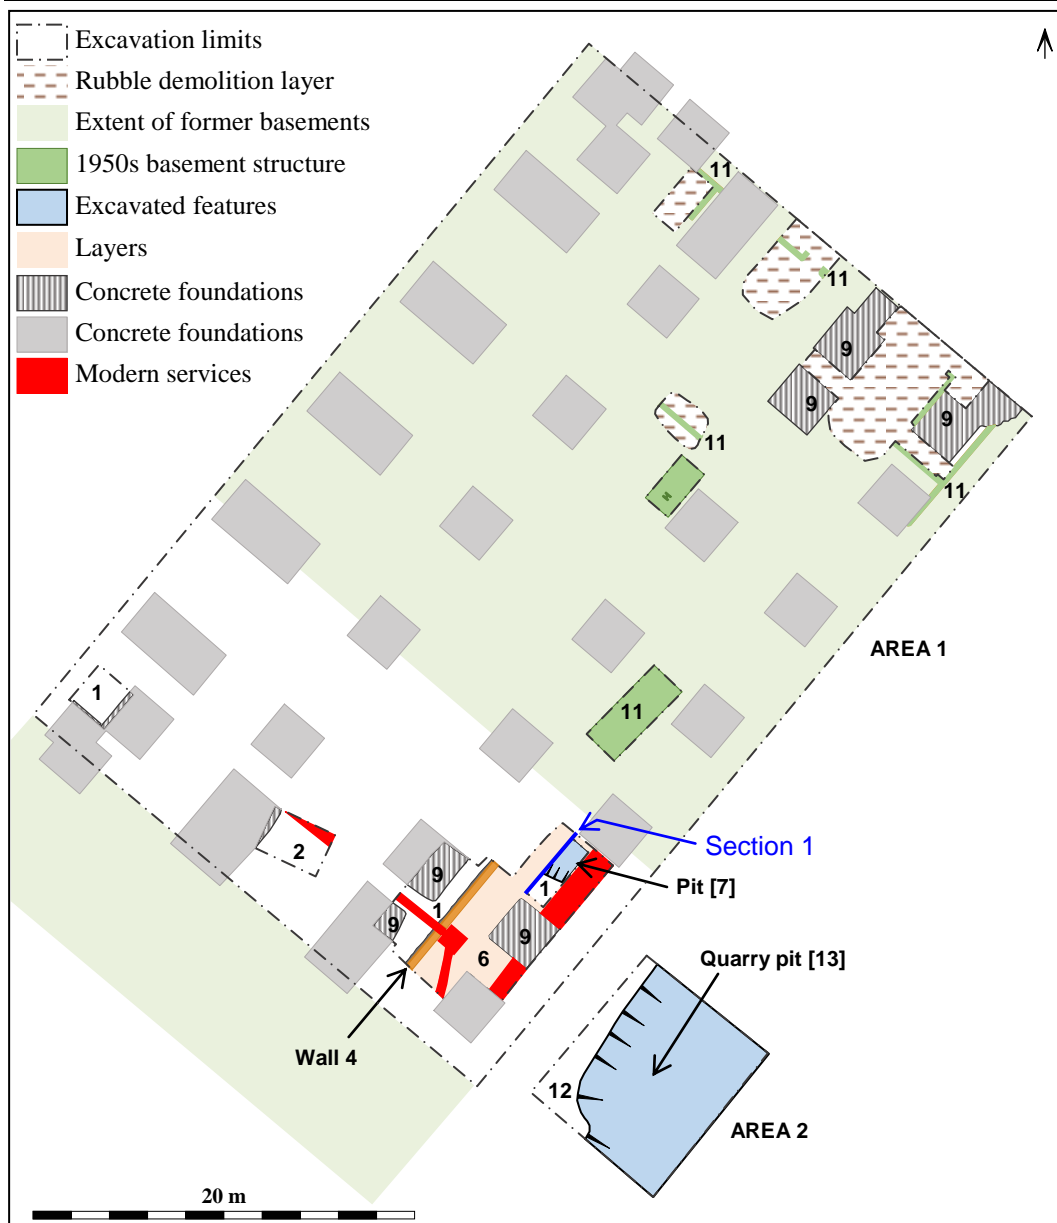 Excavation limits
Rubble demolition layer
Extent of former basements
1950s basement structure
Excavated features
Layers
Concrete foundations
Concrete foundations
Modern services
11
11
9
9
9
11
11
AREA 1
1
11
2
Section 1
9
1
Pit [7]
1
9
9
6
Quarry pit [13]
Wall 4
12
AREA 2
20 m